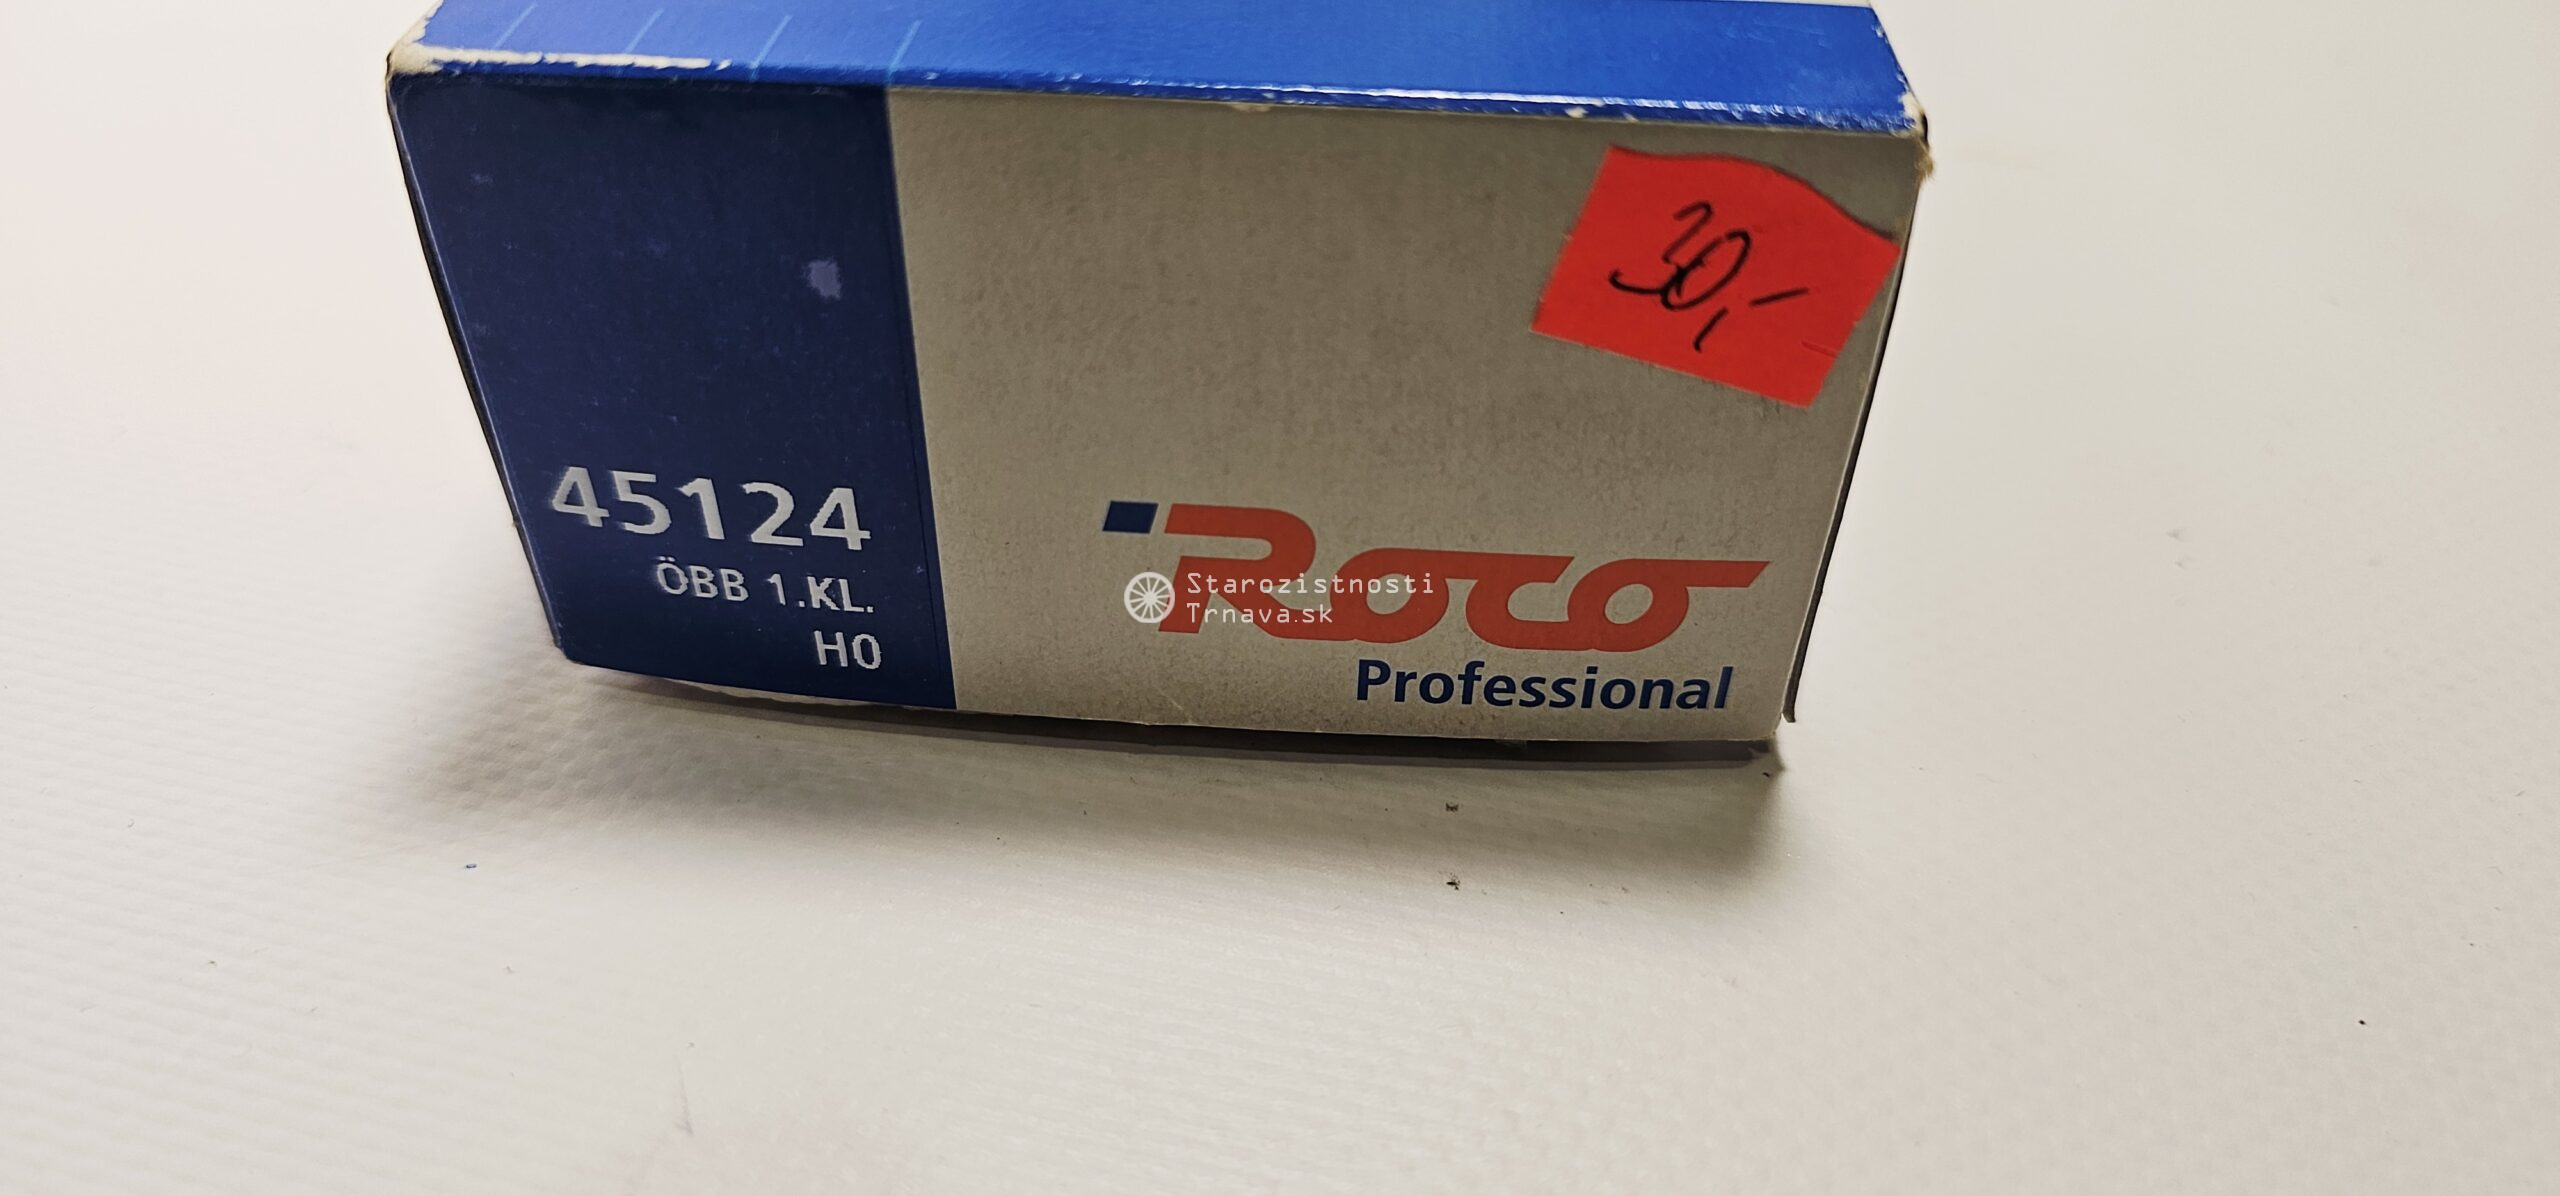 30,-
45124
ÖBB 1.KL.
H0
Roco
Professional
Starozistnosti
Trnava.sk